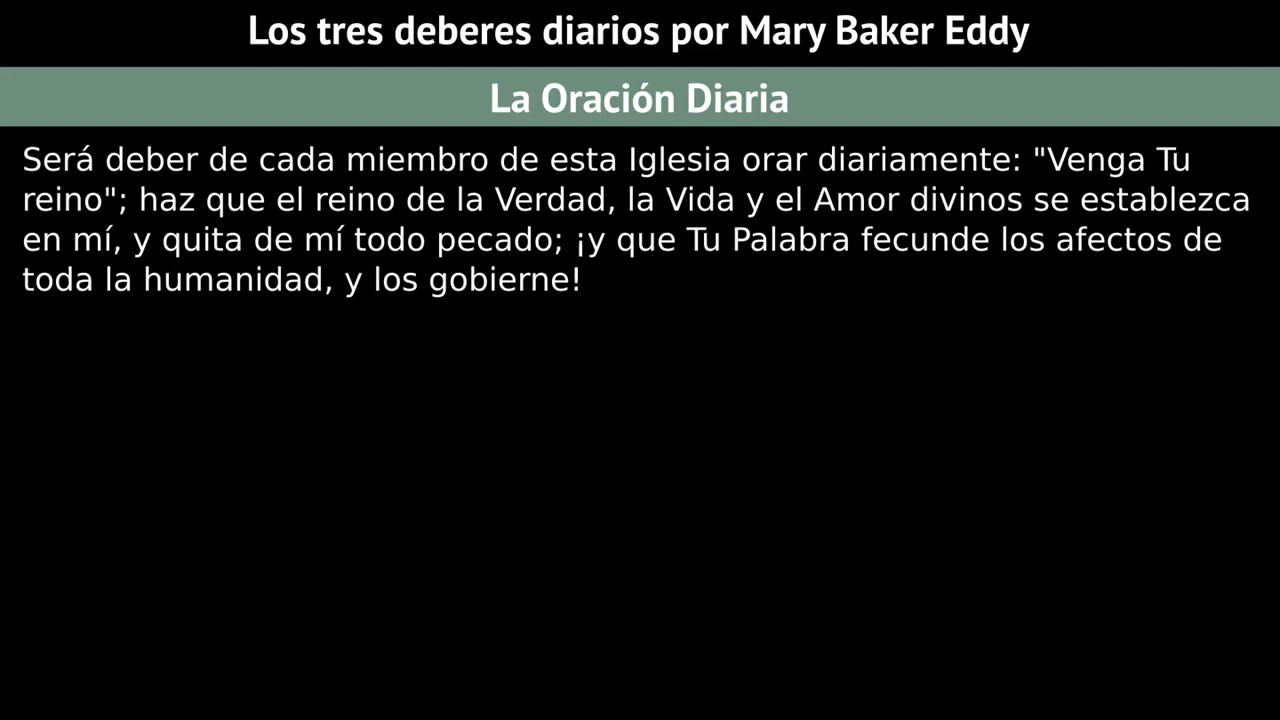 Los tres deberes diarios por Mary Baker Eddy
La Oración Diaria
Será deber de cada miembro de esta Iglesia orar diariamente: "Venga Tu
reino"; haz que el reino de la Verdad, la Vida y el Amor divinos se establezca
en mí, y quita de mí todo pecado; ¡y que Tu Palabra fecunde los afectos de
toda la humanidad, y los gobierne!